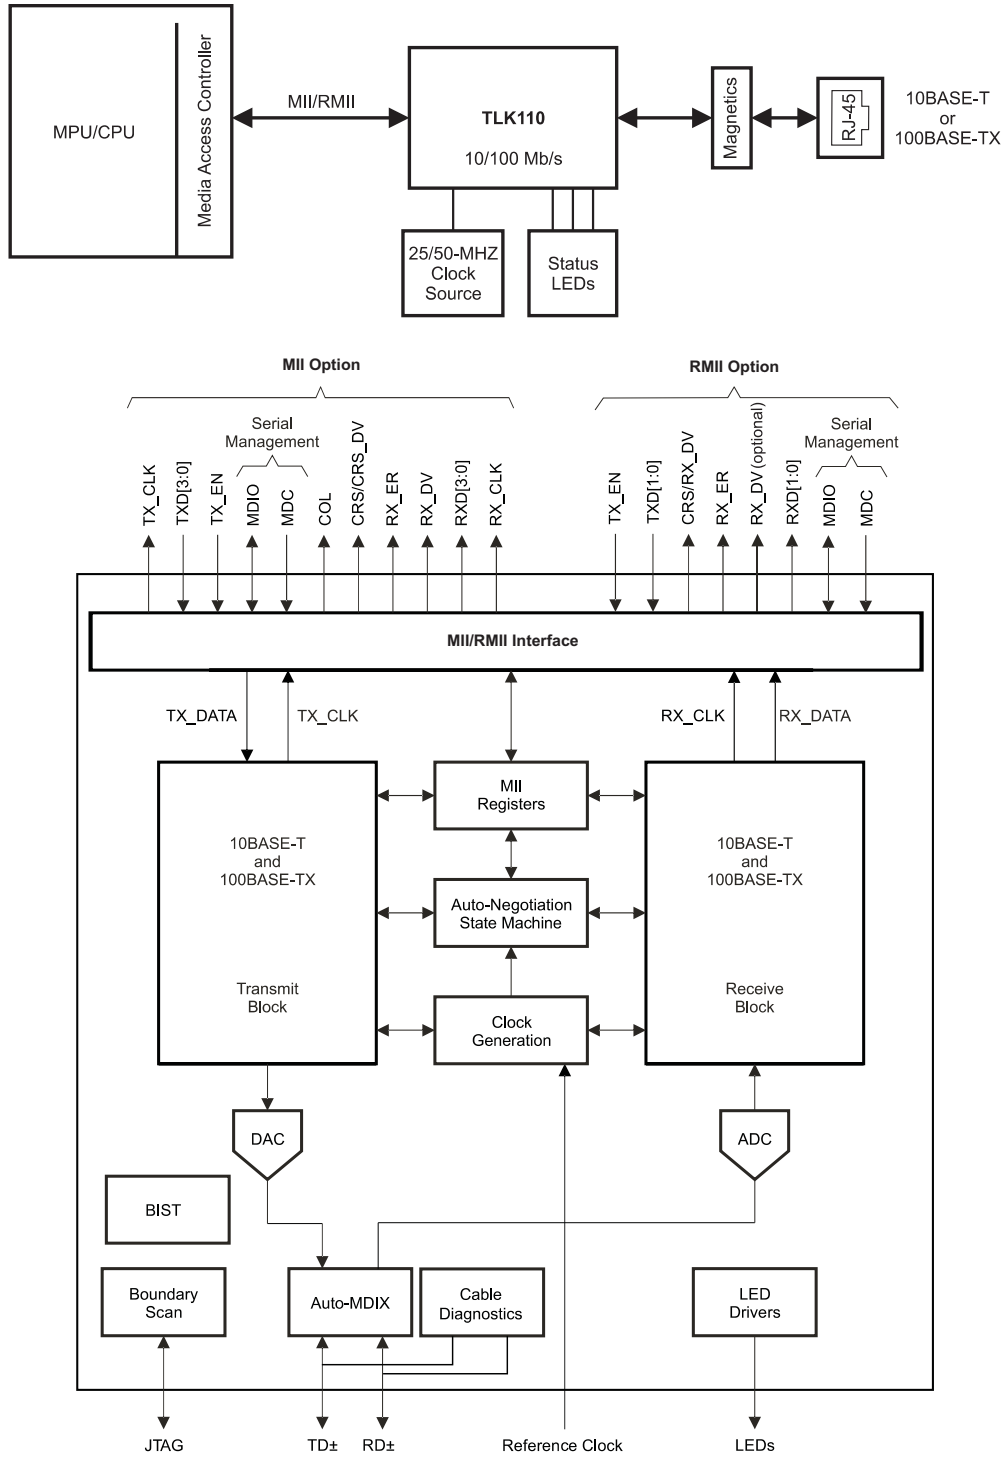 MPU/CPU
Media Access Controller
MII/RMII
TLK110
10/100 Mb/s
Magnetics
RJ-45
10BASE-T
or
100BASE-TX
25/50-MHZ
Clock
Source
Status
LEDs
MII Option
RMII Option
Serial
Management
Serial
Management
TX_CLK
TXD[3:0]
TX_EN
MDIO
MDC
COL
CRS/CRS_DV
RX_ER
RX_DV
RXD[3:0]
RX_CLK
TX_EN
TXD[1:0]
CRS/RX_DV
RX_ER
RX_DV (optional)
RXD[1:0]
MDIO
MDC
MII/RMII Interface
TX_DATA
TX_CLK
RX_CLK
RX_DATA
10BASE-T
and
100BASE-TX
Transmit
Block
MII
Registers
Auto-Negotiation
State Machine
Clock
Generation
10BASE-T
and
100BASE-TX
Receive
Block
DAC
ADC
BIST
Boundary
Scan
Auto-MDIX
Cable
Diagnostics
LED
Drivers
JTAG
TD±
RD±
Reference Clock
LEDs